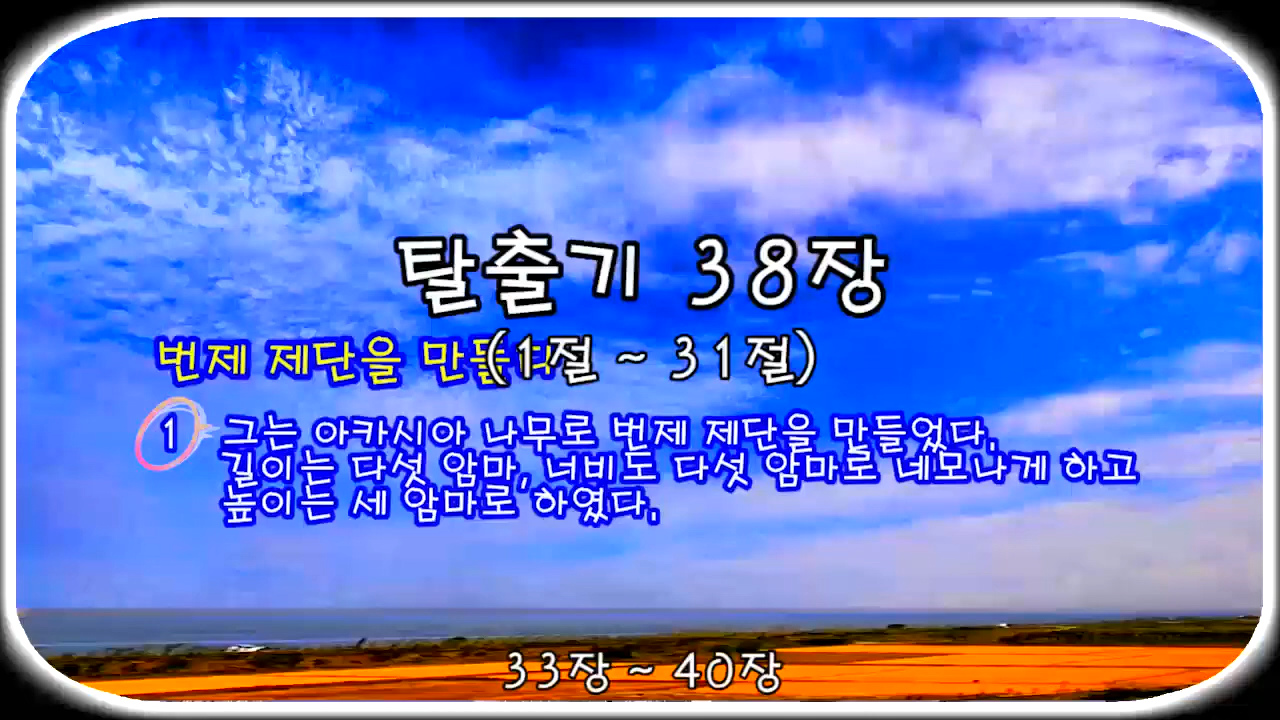 탈출기 38장
번제 제단을 만들다
(1절 ~ 31절)
1 그는 아카시아 나무로 번제 제단을 만들었다.
길이는 다섯 암마, 너비도 다섯 암마로 네모나게 하고
높이는 세 암마로 하였다.
33장 ~ 40장